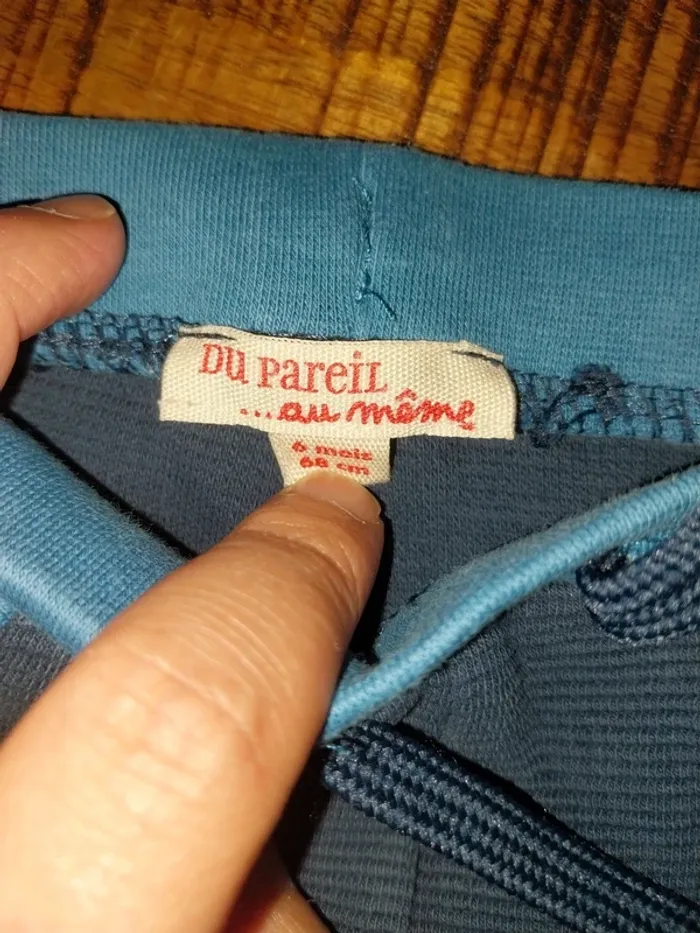 Du Pareil
...au même
6 mois
68 cm